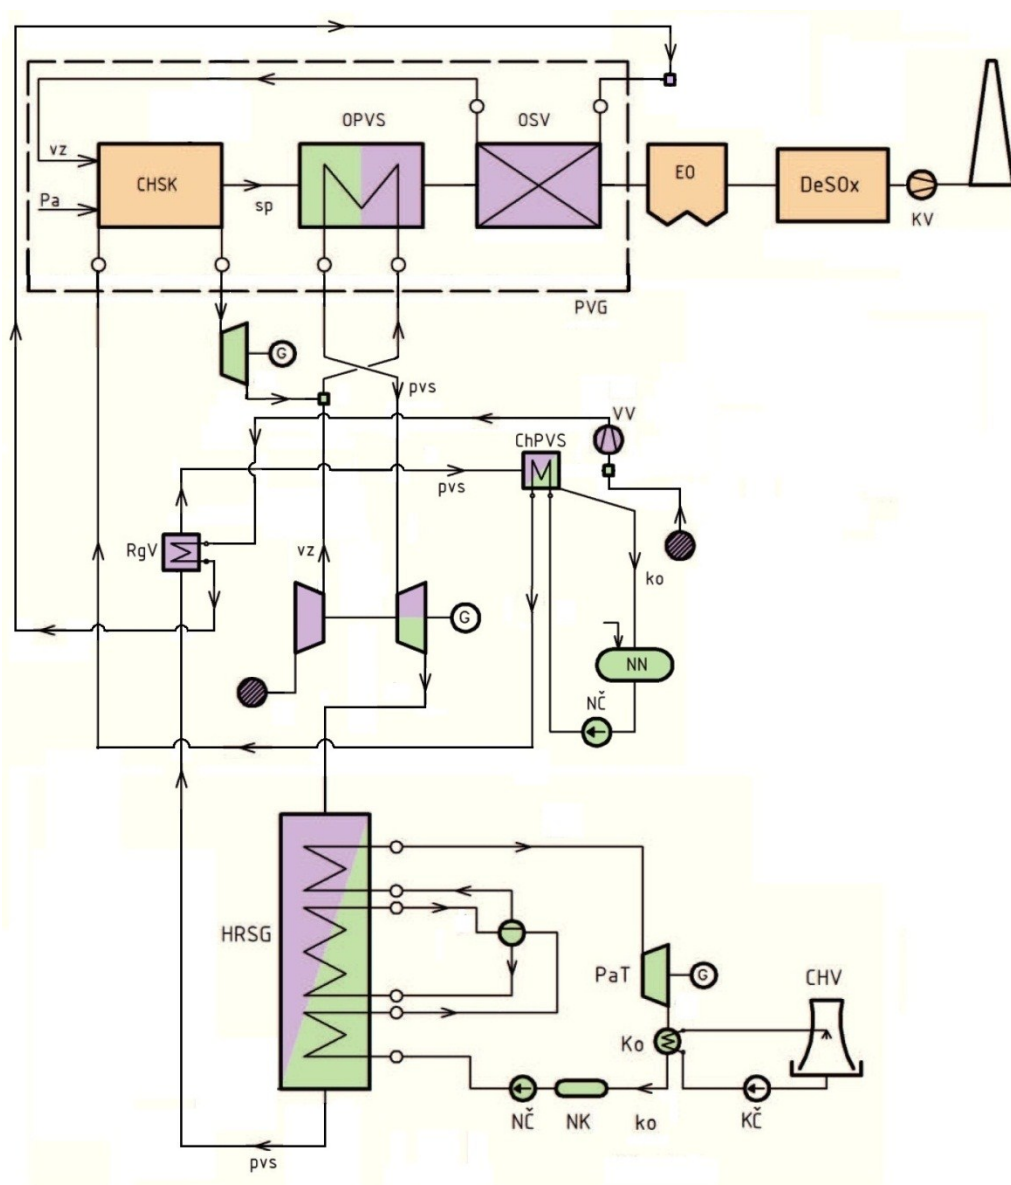 OPVS
OSV
vz
CHSK
EO
DeSOx
Pa
sp
KV
PVG
G
pvs
VV
ChPVS
pvs
RgV
vz
ko
G
NN
NČ
HRSG
PaT
G
CHV
Ko
NČ
NK
ko
KČ
pvs